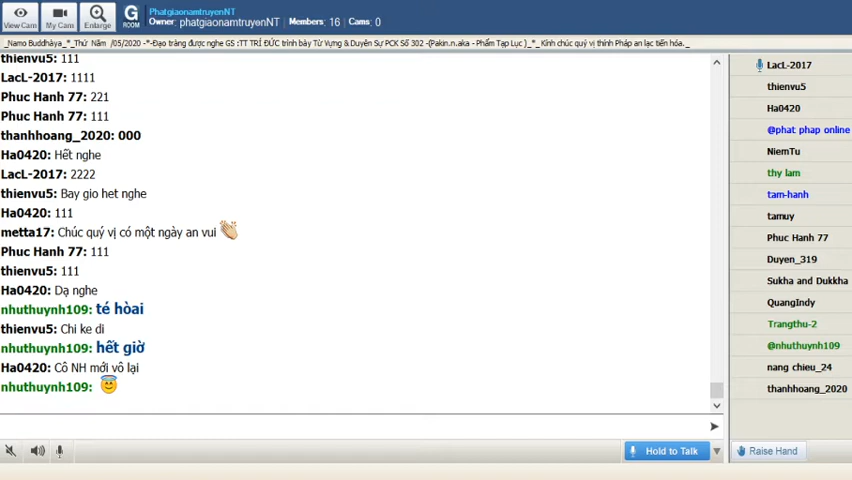 PhatgiaonamtruyenNT
Owner: phatgiaonamtruyenNT Members: 16 Cams: 0
View Cam My Cam Enlarge G ROOM
_Namo Buddhàya_*_Thứ Năm /05/2020 -*-Đạo tràng được nghe GS :TT TRÍ ĐỨC trình bày Từ Vựng & Duyên Sự PCK Số 302 -(Pakin.n.aka - Phẩm Tạp Lục )_*_ Kính chúc quý vị thính Pháp an lạc tiến hóa._
thienvu5: 111
LacL-2017: 1111
Phuc Hanh 77: 221
Phuc Hanh 77: 111
thanhhoang_2020: 000
Ha0420: Hết nghe
LacL-2017: 2222
thienvu5: Bay gio het nghe
Ha0420: 111
metta17: Chúc quý vị có một ngày an vui
Phuc Hanh 77: 111
thienvu5: 111
Ha0420: Dạ nghe
nhuthuynh109: té hòai
thienvu5: Chi ke di
nhuthuynh109: hết giờ
Ha0420: Cô NH mới vô lại
nhuthuynh109:
LacL-2017
thienvu5
Ha0420
@phat phap online
NiemTu
thy lam
tam-hanh
tamuy
Phuc Hanh 77
Duyen_319
Sukha and Dukkha
QuangIndy
Trangthu-2
@nhuthuynh109
nang chieu_24
thanhhoang_2020
Hold to Talk
Raise Hand